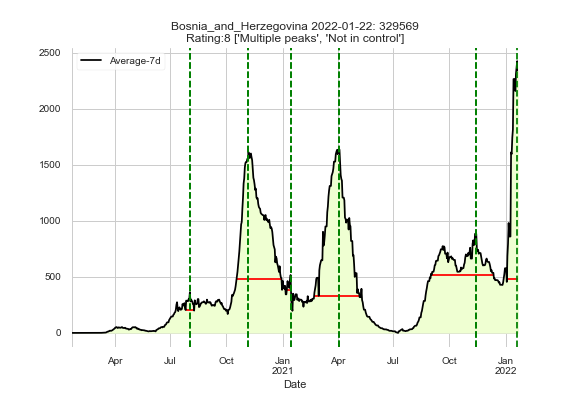 Bosnia_and_Herzegovina 2022-01-22: 329569
Rating:8 ['Multiple peaks', 'Not in control']
Average-7d
2500
2000
1500
1000
500
0
Apr
Jul
Oct
Jan
2021
Apr
Jul
Oct
Jan
2022
Date